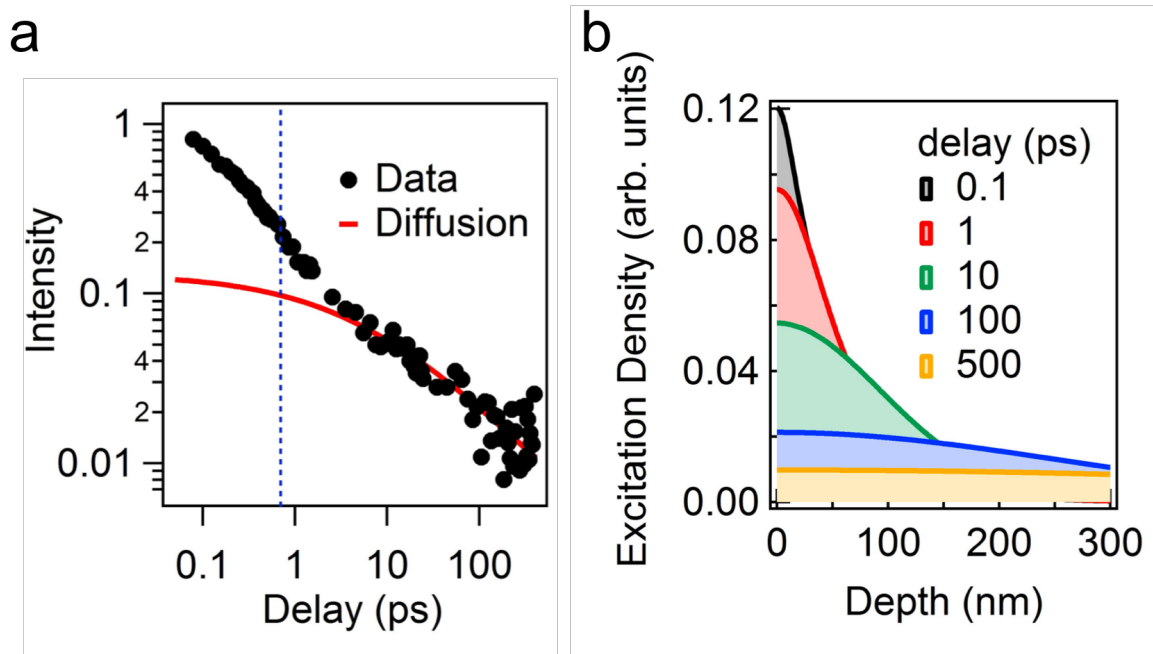 a
Intensity
1
4
2
0.1
4
2
0.01
Data
Diffusion
0.1
1
10
100
Delay (ps)
b
Excitation Density (arb. units)
0.12
0.08
0.04
0.00
delay (ps)
0.1
1
10
100
500
0
100
200
300
Depth (nm)